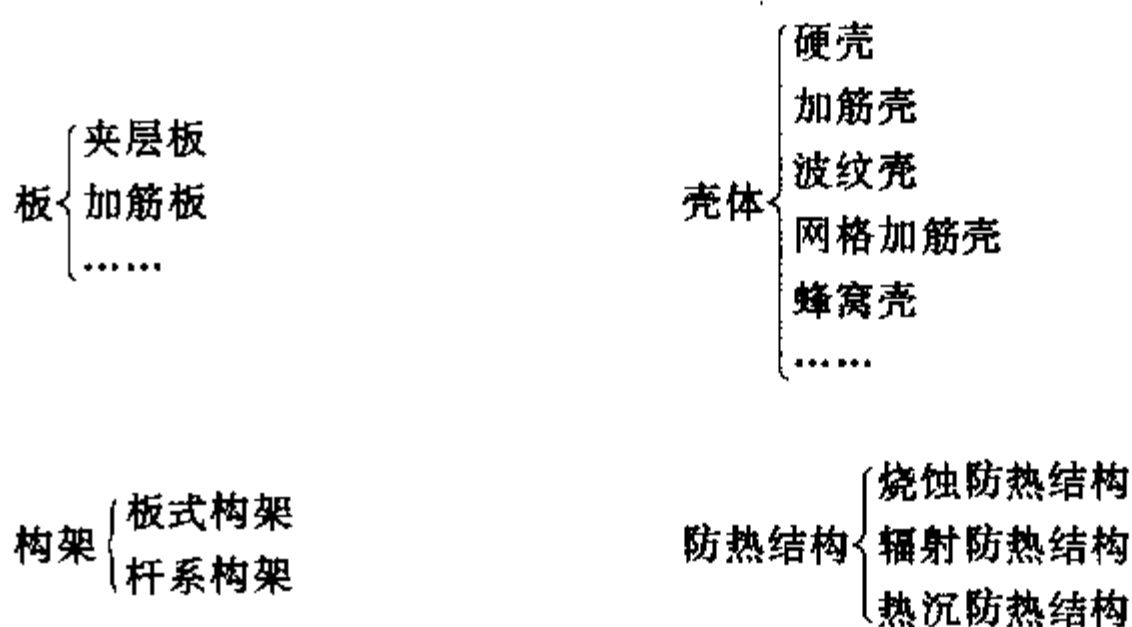 板
夹层板
加筋板
……
壳体
硬壳
加筋壳
波纹壳
网格加筋壳
蜂窝壳
……
构架
板式构架
杆系构架
防热结构
烧蚀防热结构
辐射防热结构
热沉防热结构